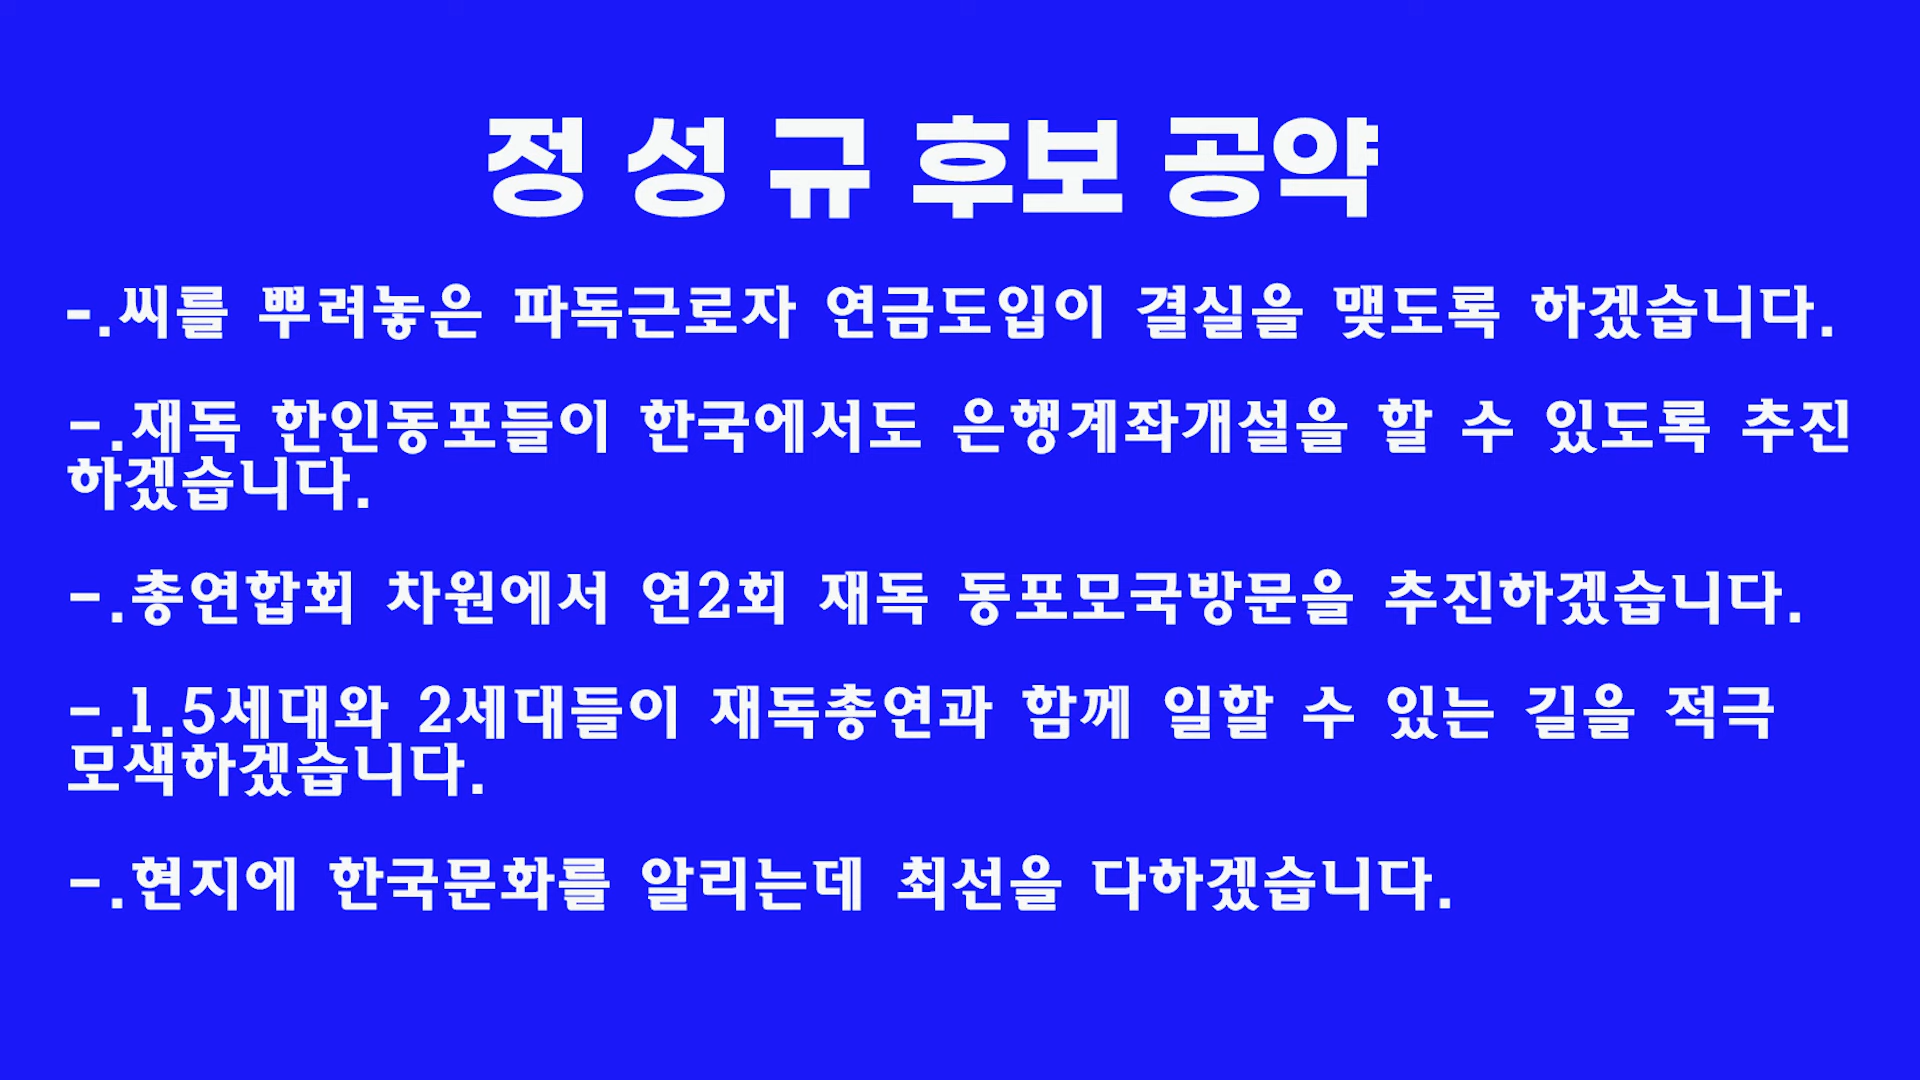 정 성 규 후보 공약
-.씨를 뿌려놓은 파독근로자 연금도입이 결실을 맺도록 하겠습니다.
-.재독 한인동포들이 한국에서도 은행계좌개설을 할 수 있도록 추진
하겠습니다.
-.총연합회 차원에서 연2회 재독 동포모국방문을 추진하겠습니다.
-.1.5세대와 2세대들이 재독총연과 함께 일할 수 있는 길을 적극
모색하겠습니다.
-.현지에 한국문화를 알리는데 최선을 다하겠습니다.